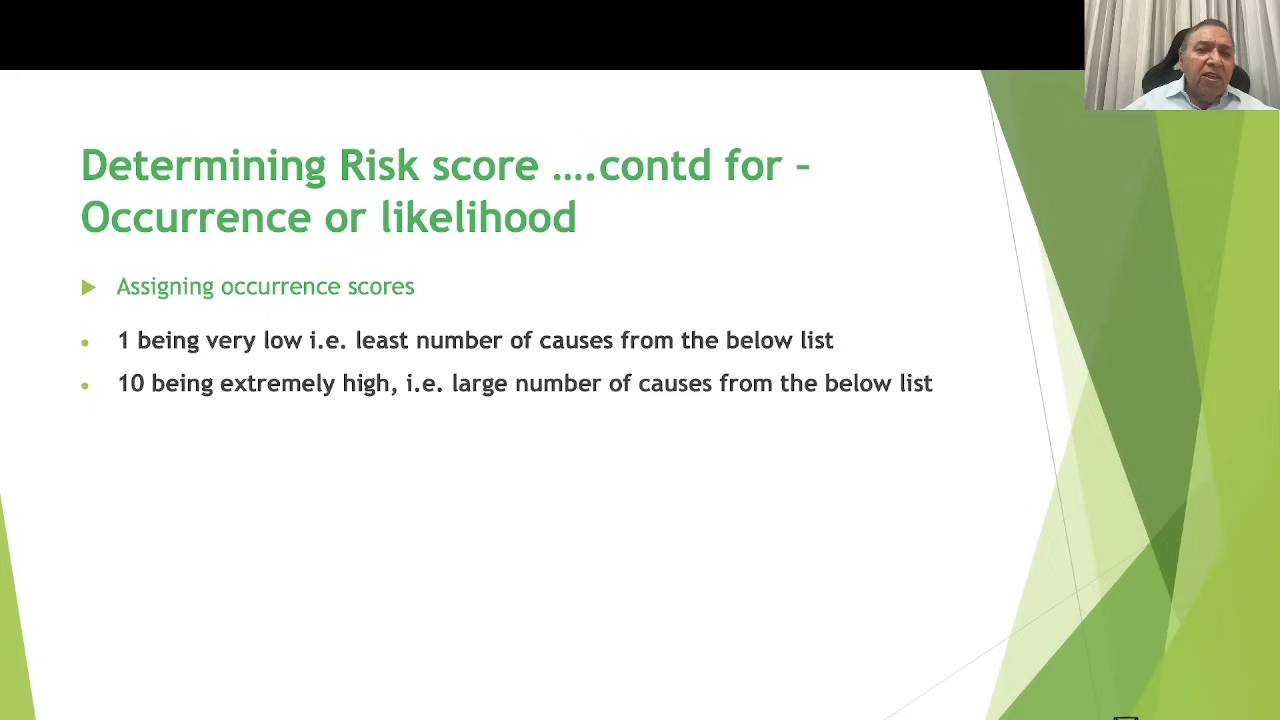 Determining Risk score ….contd for –
Occurrence or likelihood
Assigning occurrence scores
1 being very low i.e. least number of causes from the below list
10 being extremely high, i.e. large number of causes from the below list